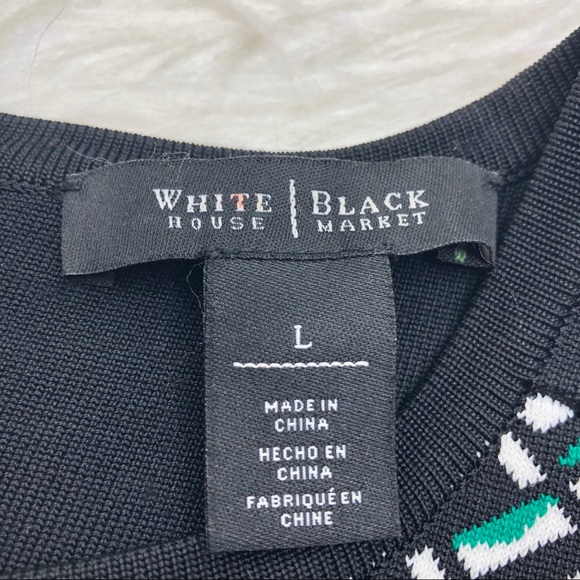 WHITE | BLACK
HOUSE | MARKET
L
MADE IN
CHINA
HECHO EN
CHINA
FABRIQUÉ EN
CHINE